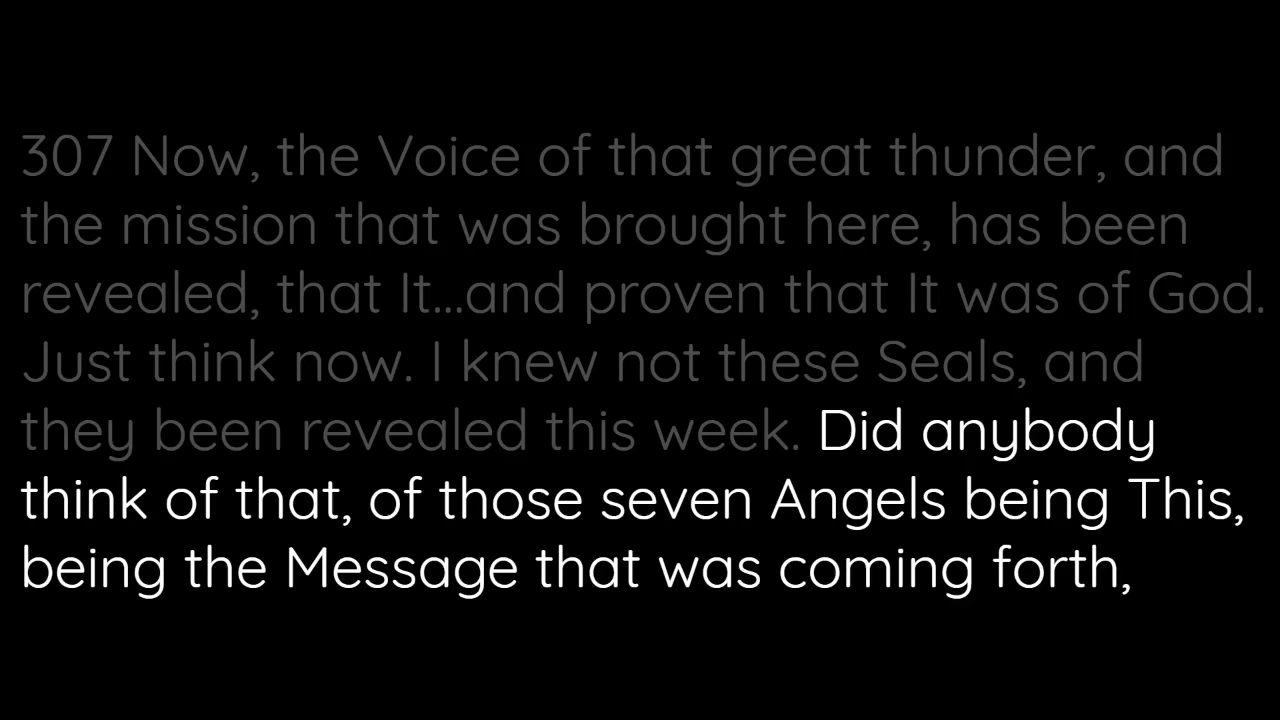 307 Now, the Voice of that great thunder, and
the mission that was brought here, has been
revealed, that It...and proven that It was of God.
Just think now. I knew not these Seals, and
they been revealed this week. Did anybody
think of that, of those seven Angels being This,
being the Message that was coming forth,